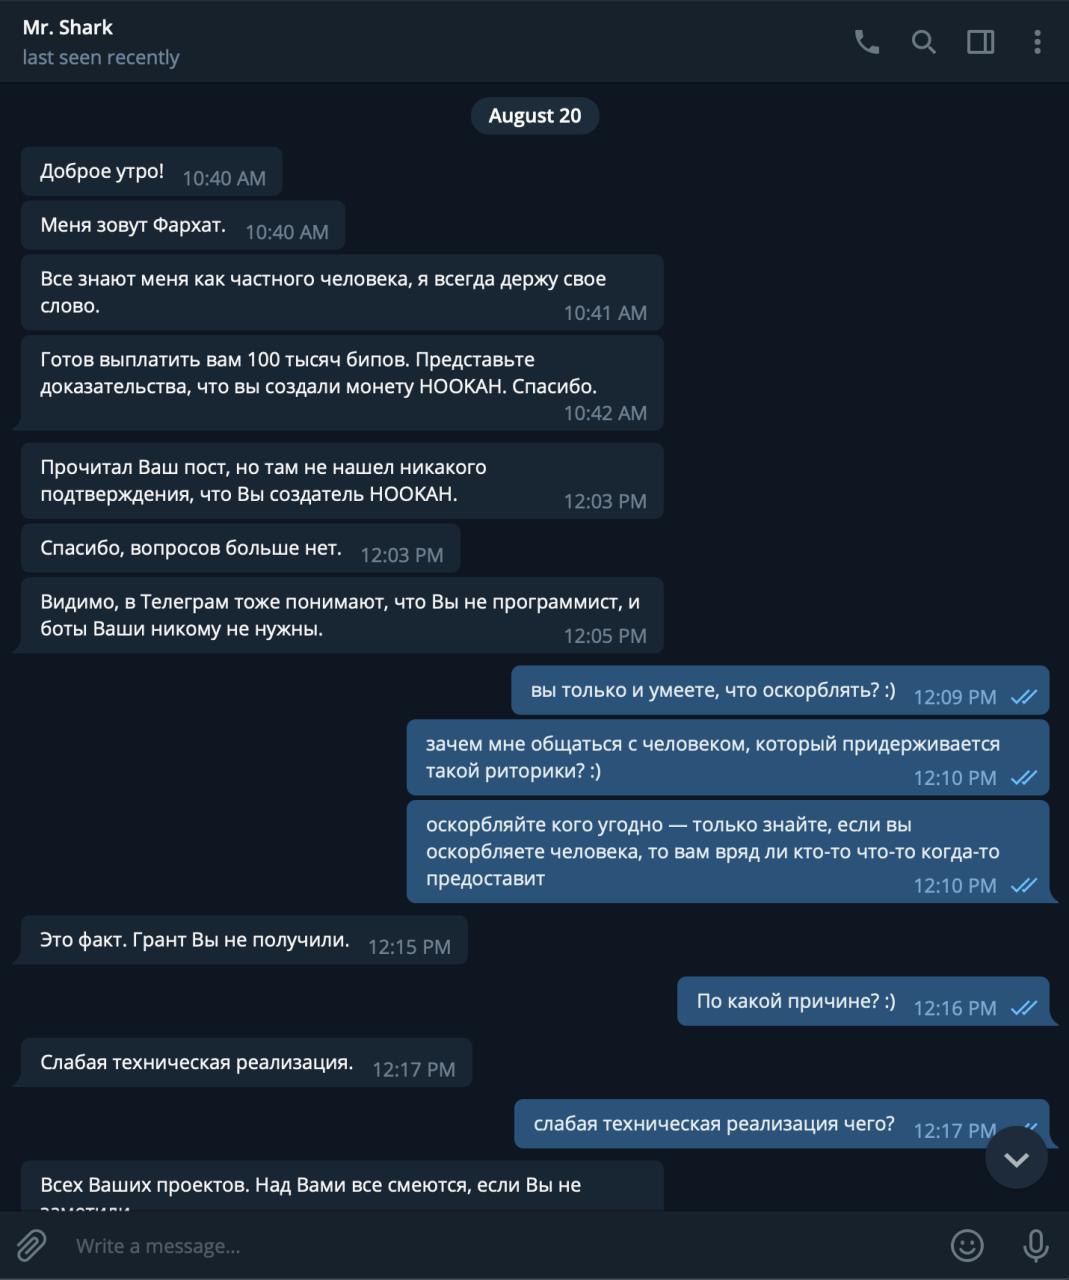 Mr. Shark
last seen recently
August 20
Доброе утро! 10:40 AM
Меня зовут Фархат. 10:40 AM
Все знают меня как частного человека, я всегда держу свое
слово. 10:41 AM
Готов выплатить вам 100 тысяч бипов. Представьте
доказательства, что вы создали монету HOOKAH. Спасибо.
10:42 AM
Прочитал Ваш пост, но там не нашел никакого
подтверждения, что Вы создатель HOOKAH. 12:03 PM
Спасибо, вопросов больше нет. 12:03 PM
Видимо, в Телеграм тоже понимают, что Вы не программист, и
боты Ваши никому не нужны. 12:05 PM
вы только и умеете, что оскорблять? :) 12:09 PM
зачем мне общаться с человеком, который придерживается
такой риторики? :) 12:10 PM
оскорбляйте кого угодно — только знайте, если вы
оскорбляете человека, то вам вряд ли кто-то что-то когда-то
предоставит 12:10 PM
Это факт. Грант Вы не получили. 12:15 PM
По какой причине? :) 12:16 PM
Слабая техническая реализация. 12:17 PM
слабая техническая реализация чего? 12:17 PM
Всех Ваших проектов. Над Вами все смеются, если Вы не
заметили
Write a message...